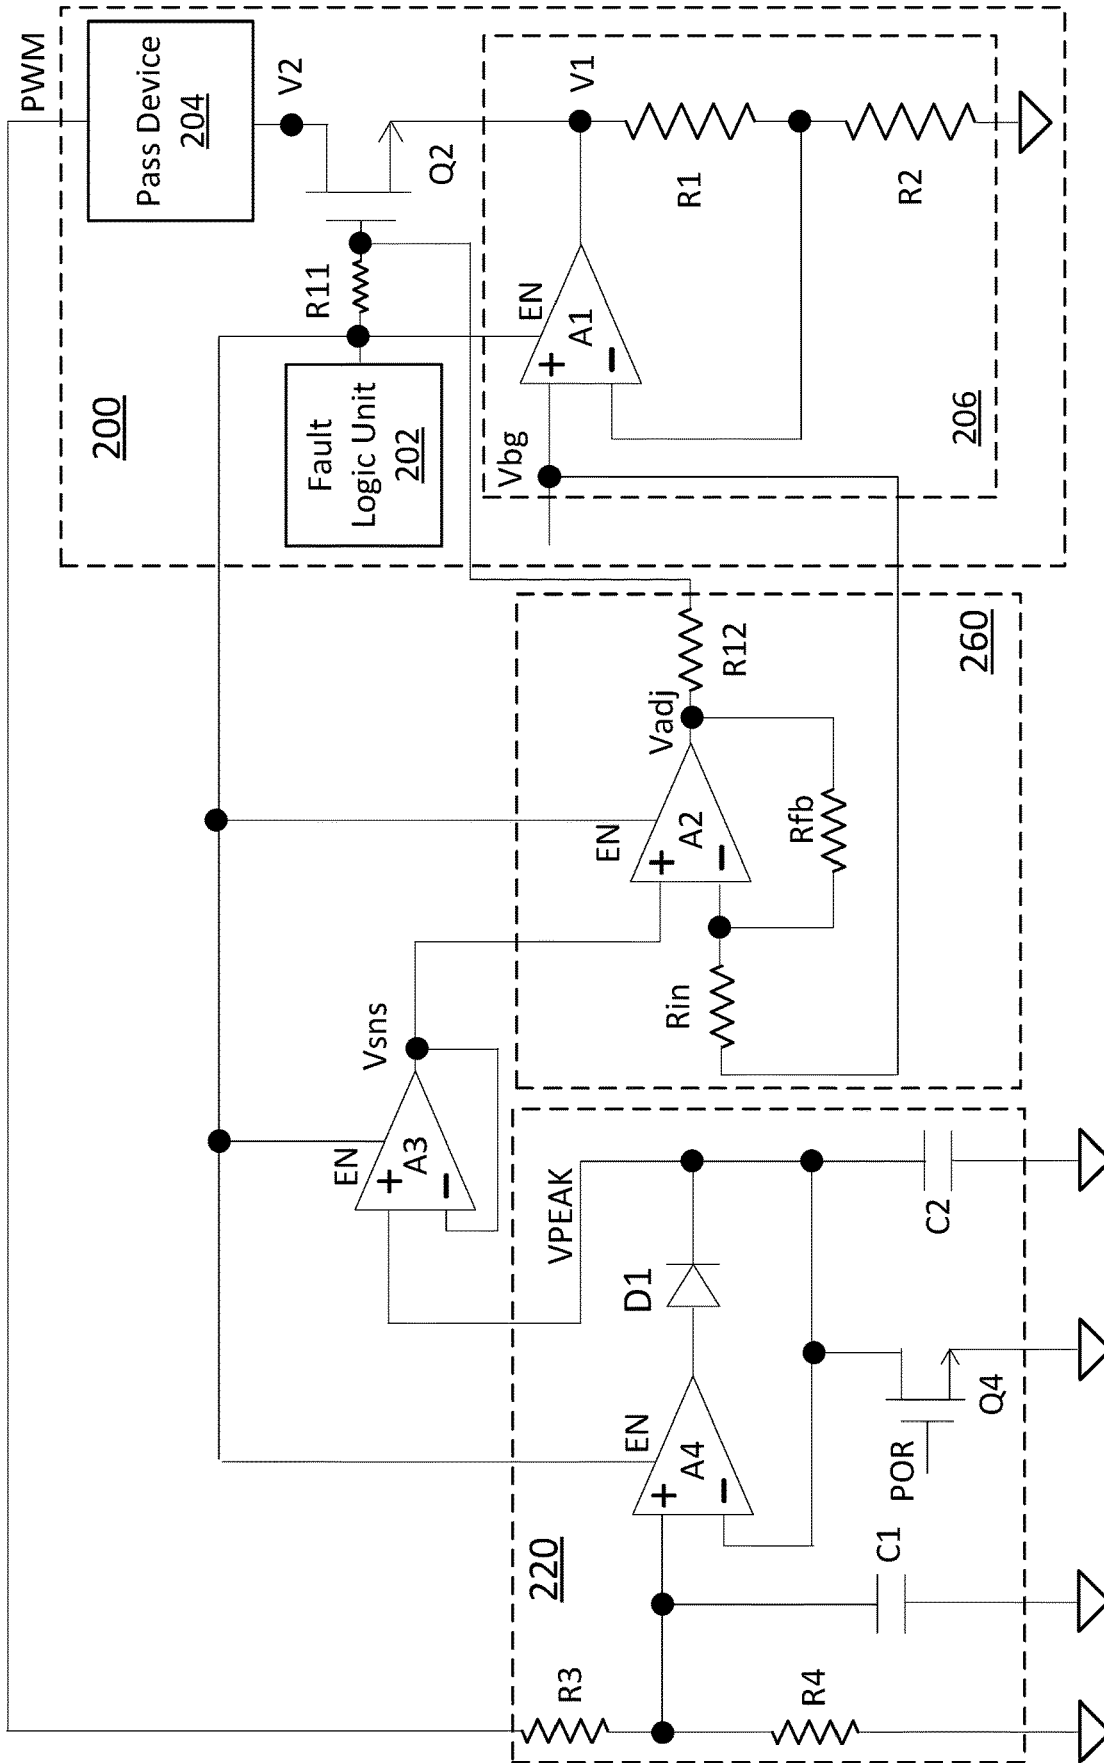 PWM
Pass Device
204
V2
200
R11
Q2
Fault
Logic Unit
202
EN
V1
+
A1
−
R1
R2
Vbg
206
260
R12
Vadj
EN
+
A2
−
Rfb
Rin
Vsns
EN
+
A3
−
VPEAK
D1
C2
EN
+
A4
−
Q4
POR
220
C1
R3
R4